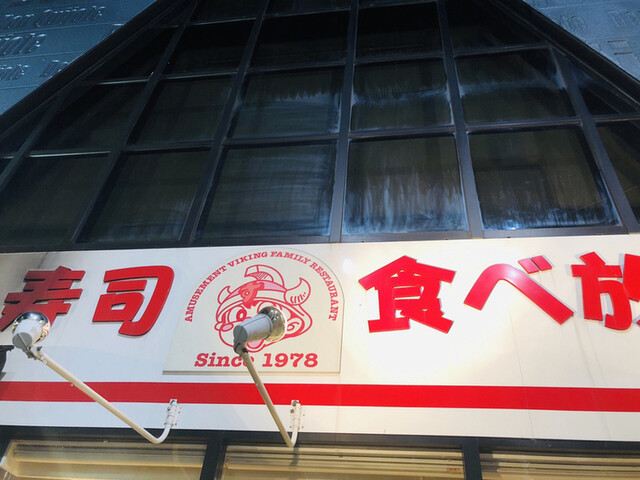 寿司
AMUSEMENT VIKING FAMILY RESTAURANT
Since 1978
食べ放